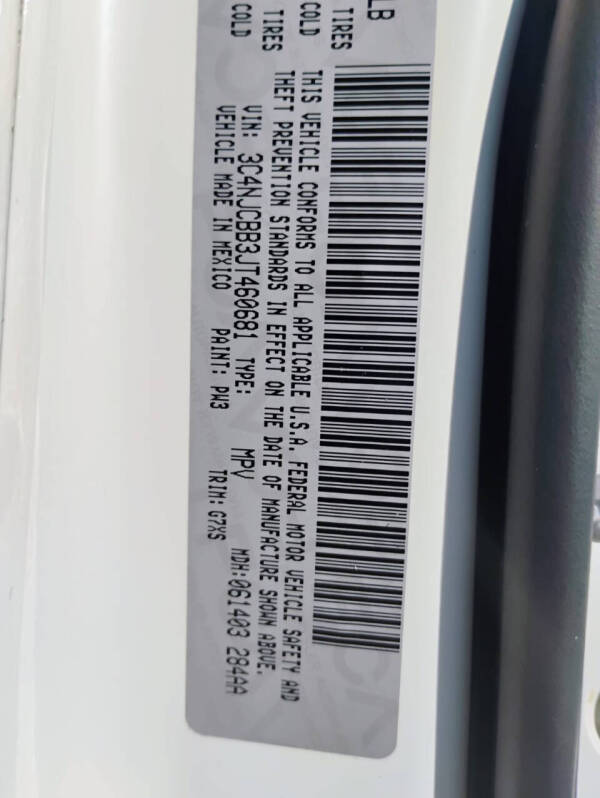 LB
TIRES
COLD
TIRES
COLD
THIS VEHICLE CONFORMS TO ALL APPLICABLE U.S.A. FEDERAL MOTOR VEHICLE SAFETY AND
THEFT PREVENTION STANDARDS IN EFFECT ON THE DATE OF MANUFACTURE SHOWN ABOVE.
VIN: 3C4NJCBB3JT460681 TYPE: MPV
VEHICLE MADE IN MEXICO PAINT: PW3 TRIM: G7XS MDH:061403 284AA